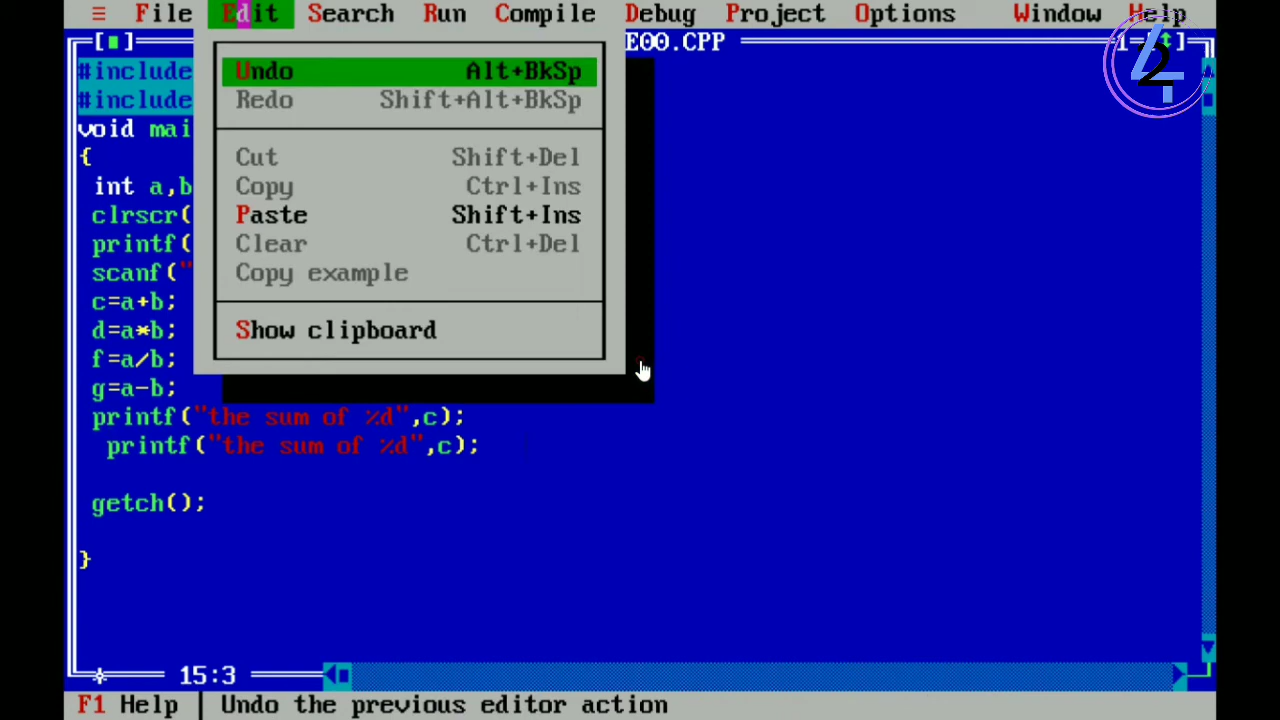 ≡ File Edit Search Run Compile Debug Project Options Window Help
E00.CPP 1
#include
#include
void mai
{
int a,b
clrscr(
printf(
scanf("
c=a+b;
d=a*b;
f=a/b;
g=a-b;
printf("the sum of %d",c);
printf("the sum of %d",c);
getch();
}
Undo Alt+BkSp
Redo Shift+Alt+BkSp
Cut Shift+Del
Copy Ctrl+Ins
Paste Shift+Ins
Clear Ctrl+Del
Copy example
Show clipboard
15:3
F1 Help | Undo the previous editor action